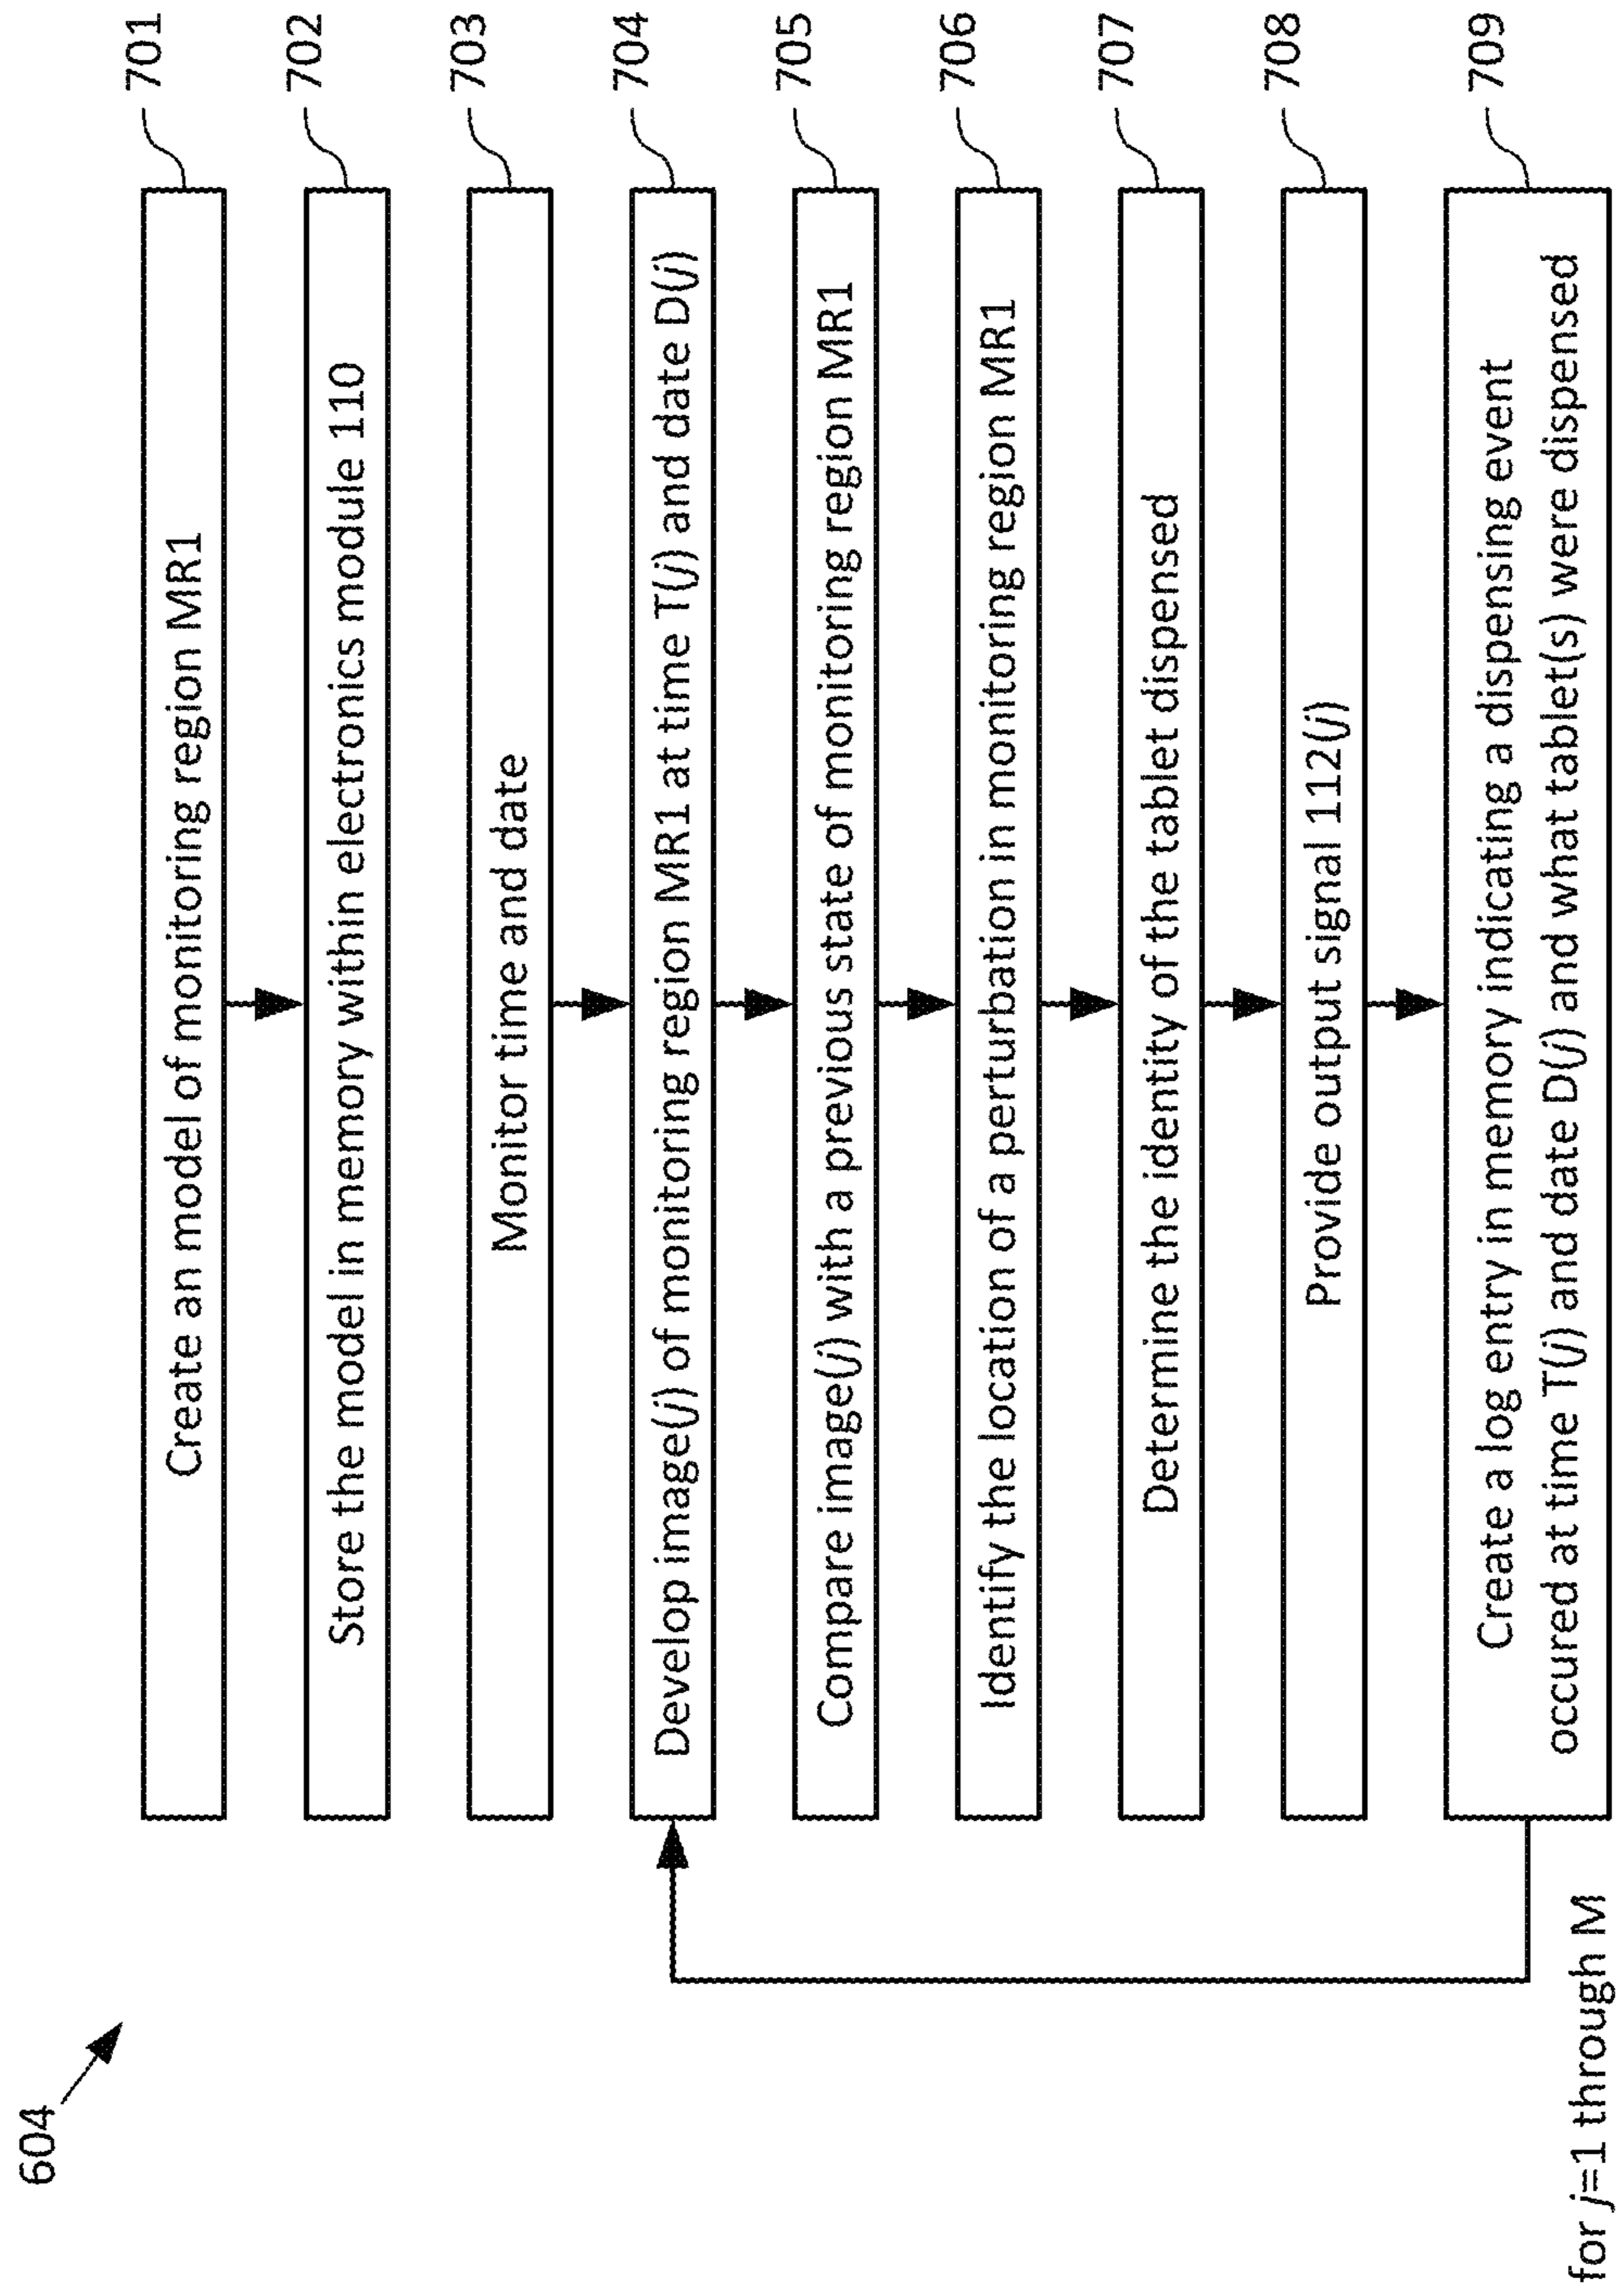 604
Create an model of monitoring region MR1
701
Store the model in memory within electronics module 110
702
Monitor time and date
703
Develop image(j) of monitoring region MR1 at time T(j) and date D(j)
704
Compare image(j) with a previous state of monitoring region MR1
705
Identify the location of a perturbation in monitoring region MR1
706
Determine the identity of the tablet dispensed
707
Provide output signal 112(j)
708
Create a log entry in memory indicating a dispensing event
occured at time T(j) and date D(j) and what tablet(s) were dispensed
709
for j=1 through M